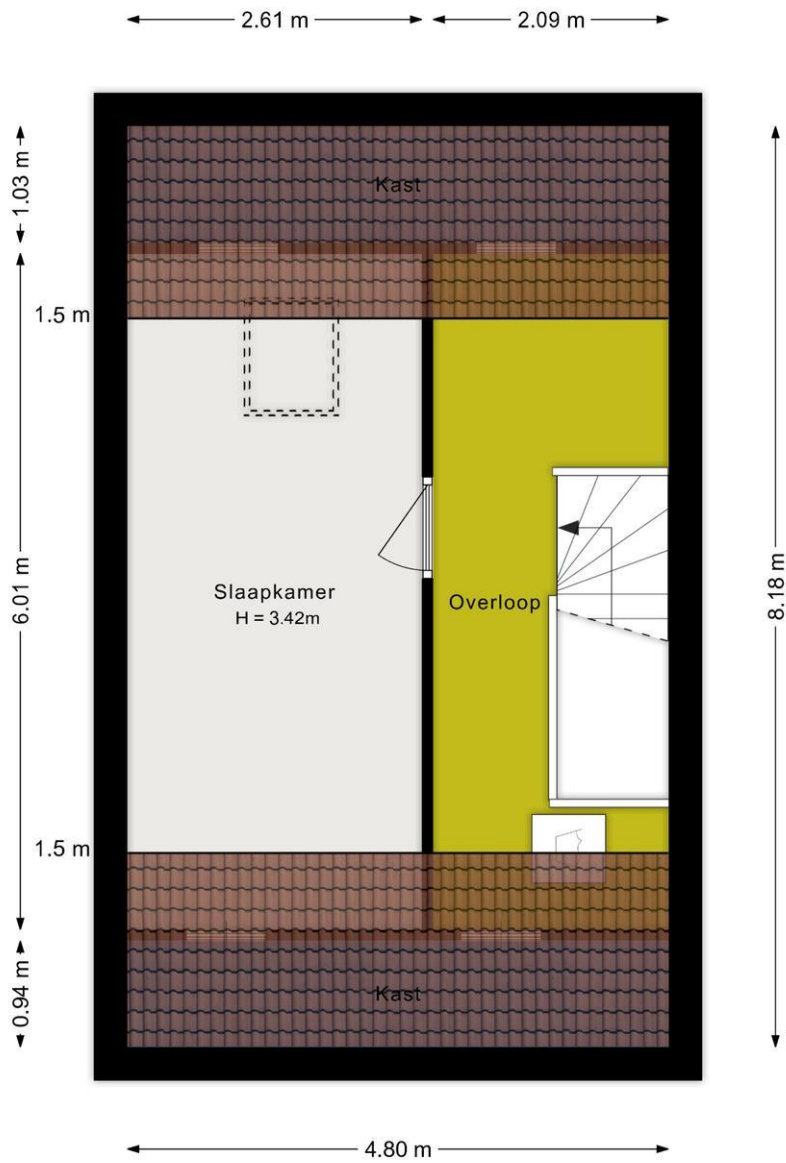 2.61 m
2.09 m
1.03 m
Kast
1.5 m
6.01 m
8.18 m
Slaapkamer
H = 3.42m
Overloop
1.5 m
0.94 m
Kast
4.80 m